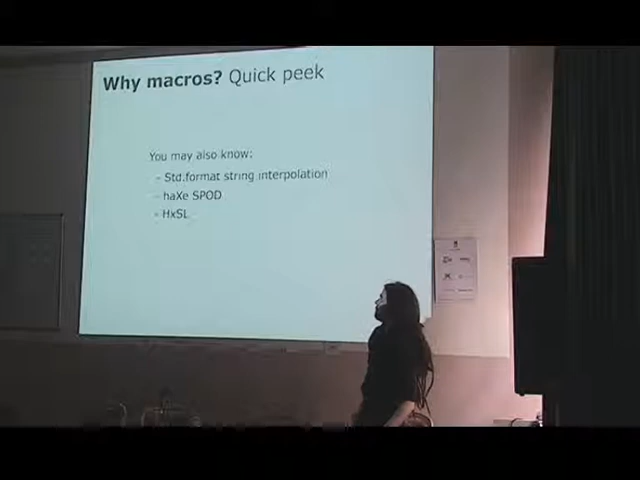 Why macros? Quick peek
You may also know:
- Std.format string interpolation
- haXe SPOD
- HxSL